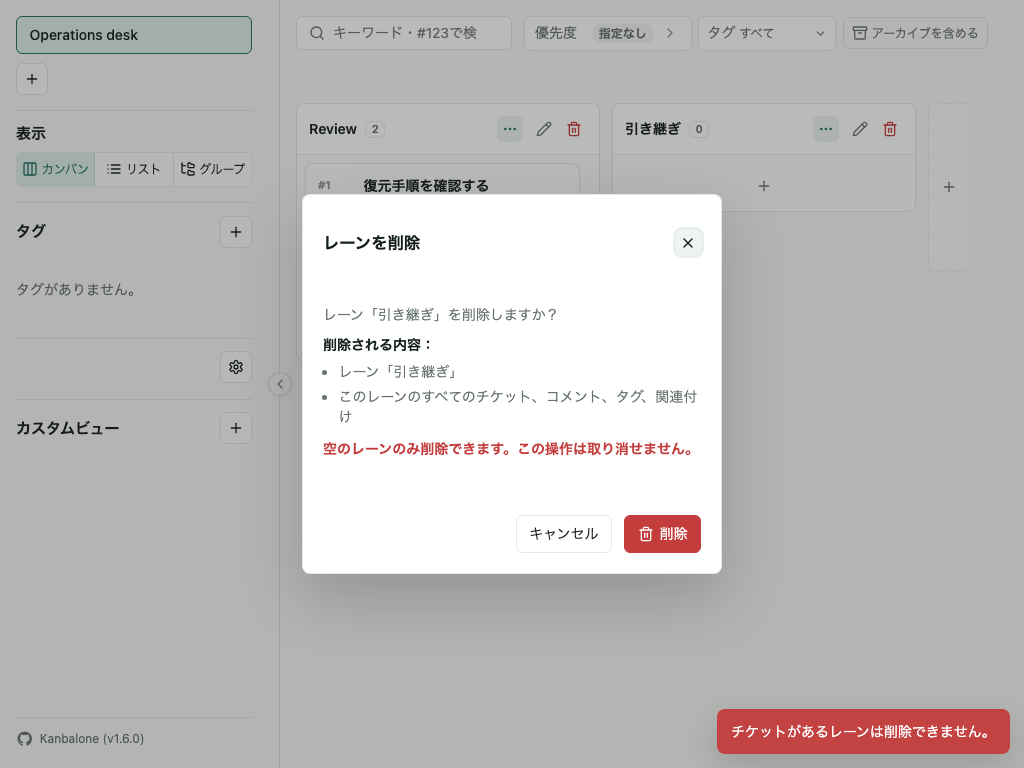 Operations desk
表示
カンバン
リスト
グループ
タグ
タグがありません。
カスタムビュー
Kanbalone (v1.6.0)
キーワード・#123で検
優先度 指定なし
タグ すべて
アーカイブを含める
Review 2
#1 復元手順を確認する
引き継ぎ 0
レーンを削除
レーン「引き継ぎ」を削除しますか？
削除される内容：
レーン「引き継ぎ」
このレーンのすべてのチケット、コメント、タグ、関連付
け
空のレーンのみ削除できます。この操作は取り消せません。
キャンセル
削除
チケットがあるレーンは削除できません。